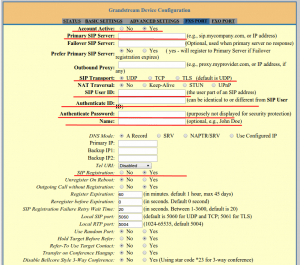 Grandstream Device Configuration
STATUS BASIC SETTINGS ADVANCED SETTINGS FXS PORT FXO PORT
Account Active: No Yes
Primary SIP Server: (e.g., sip.mycompany.com, or IP address)
Failover SIP Server: (Optional, used when primary server no response)
Prefer Primary SIP Server: No Yes (yes - will register to Primary Server if Failover registration expires)
Outbound Proxy: (e.g., proxy.myprovider.com, or IP address, if any)
SIP Transport: UDP TCP TLS (default is UDP)
NAT Traversal: No Keep-Alive STUN UPnP
SIP User ID: (the user part of an SIP address)
Authenticate ID: (can be identical to or different from SIP User ID)
Authenticate Password: (purposely not displayed for security protection)
Name: (optional, e.g., John Doe)
DNS Mode: A Record SRV NAPTR/SRV Use Configured IP
Primary IP:
Backup IP1:
Backup IP2:
Tel URI: Disabled
SIP Registration: No Yes
Unregister On Reboot: No Yes
Outgoing Call without Registration: No Yes
Register Expiration: 60 (in minutes. default 1 hour, max 45 days)
Reregister before Expiration: 0 (in seconds. Default 0 second)
SIP Registration Failure Retry Wait Time: 20 (in seconds. Between 1-3600, default is 20)
Local SIP port: 5060 (default is 5060 for UDP and TCP; 5061 for TLS)
Local RTP port: 5004 (1024-65535, default 5004)
Use Random Port: No Yes
Hold Target Before Refer: No Yes
Refer-To Use Target Contact: No Yes
Transfer on Conference Hangup: No Yes
Disable Bellcore Style 3-Way Conference: No Yes (Using star code *23 for 3-way conference)